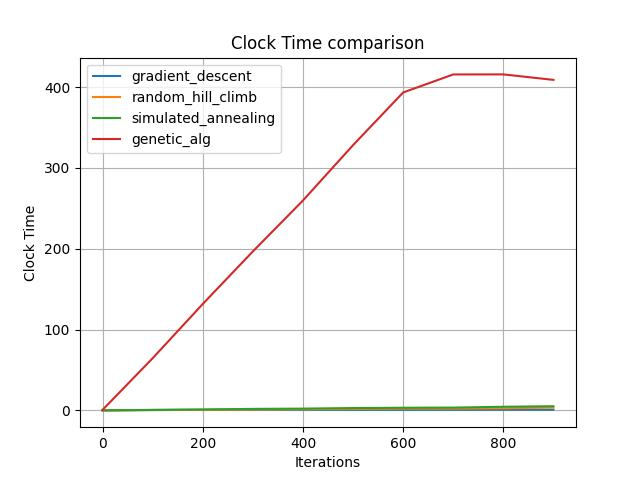 Clock Time comparison
gradient_descent
random_hill_climb
simulated_annealing
genetic_alg
400
300
200
100
0
Clock Time
0 200 400 600 800
Iterations